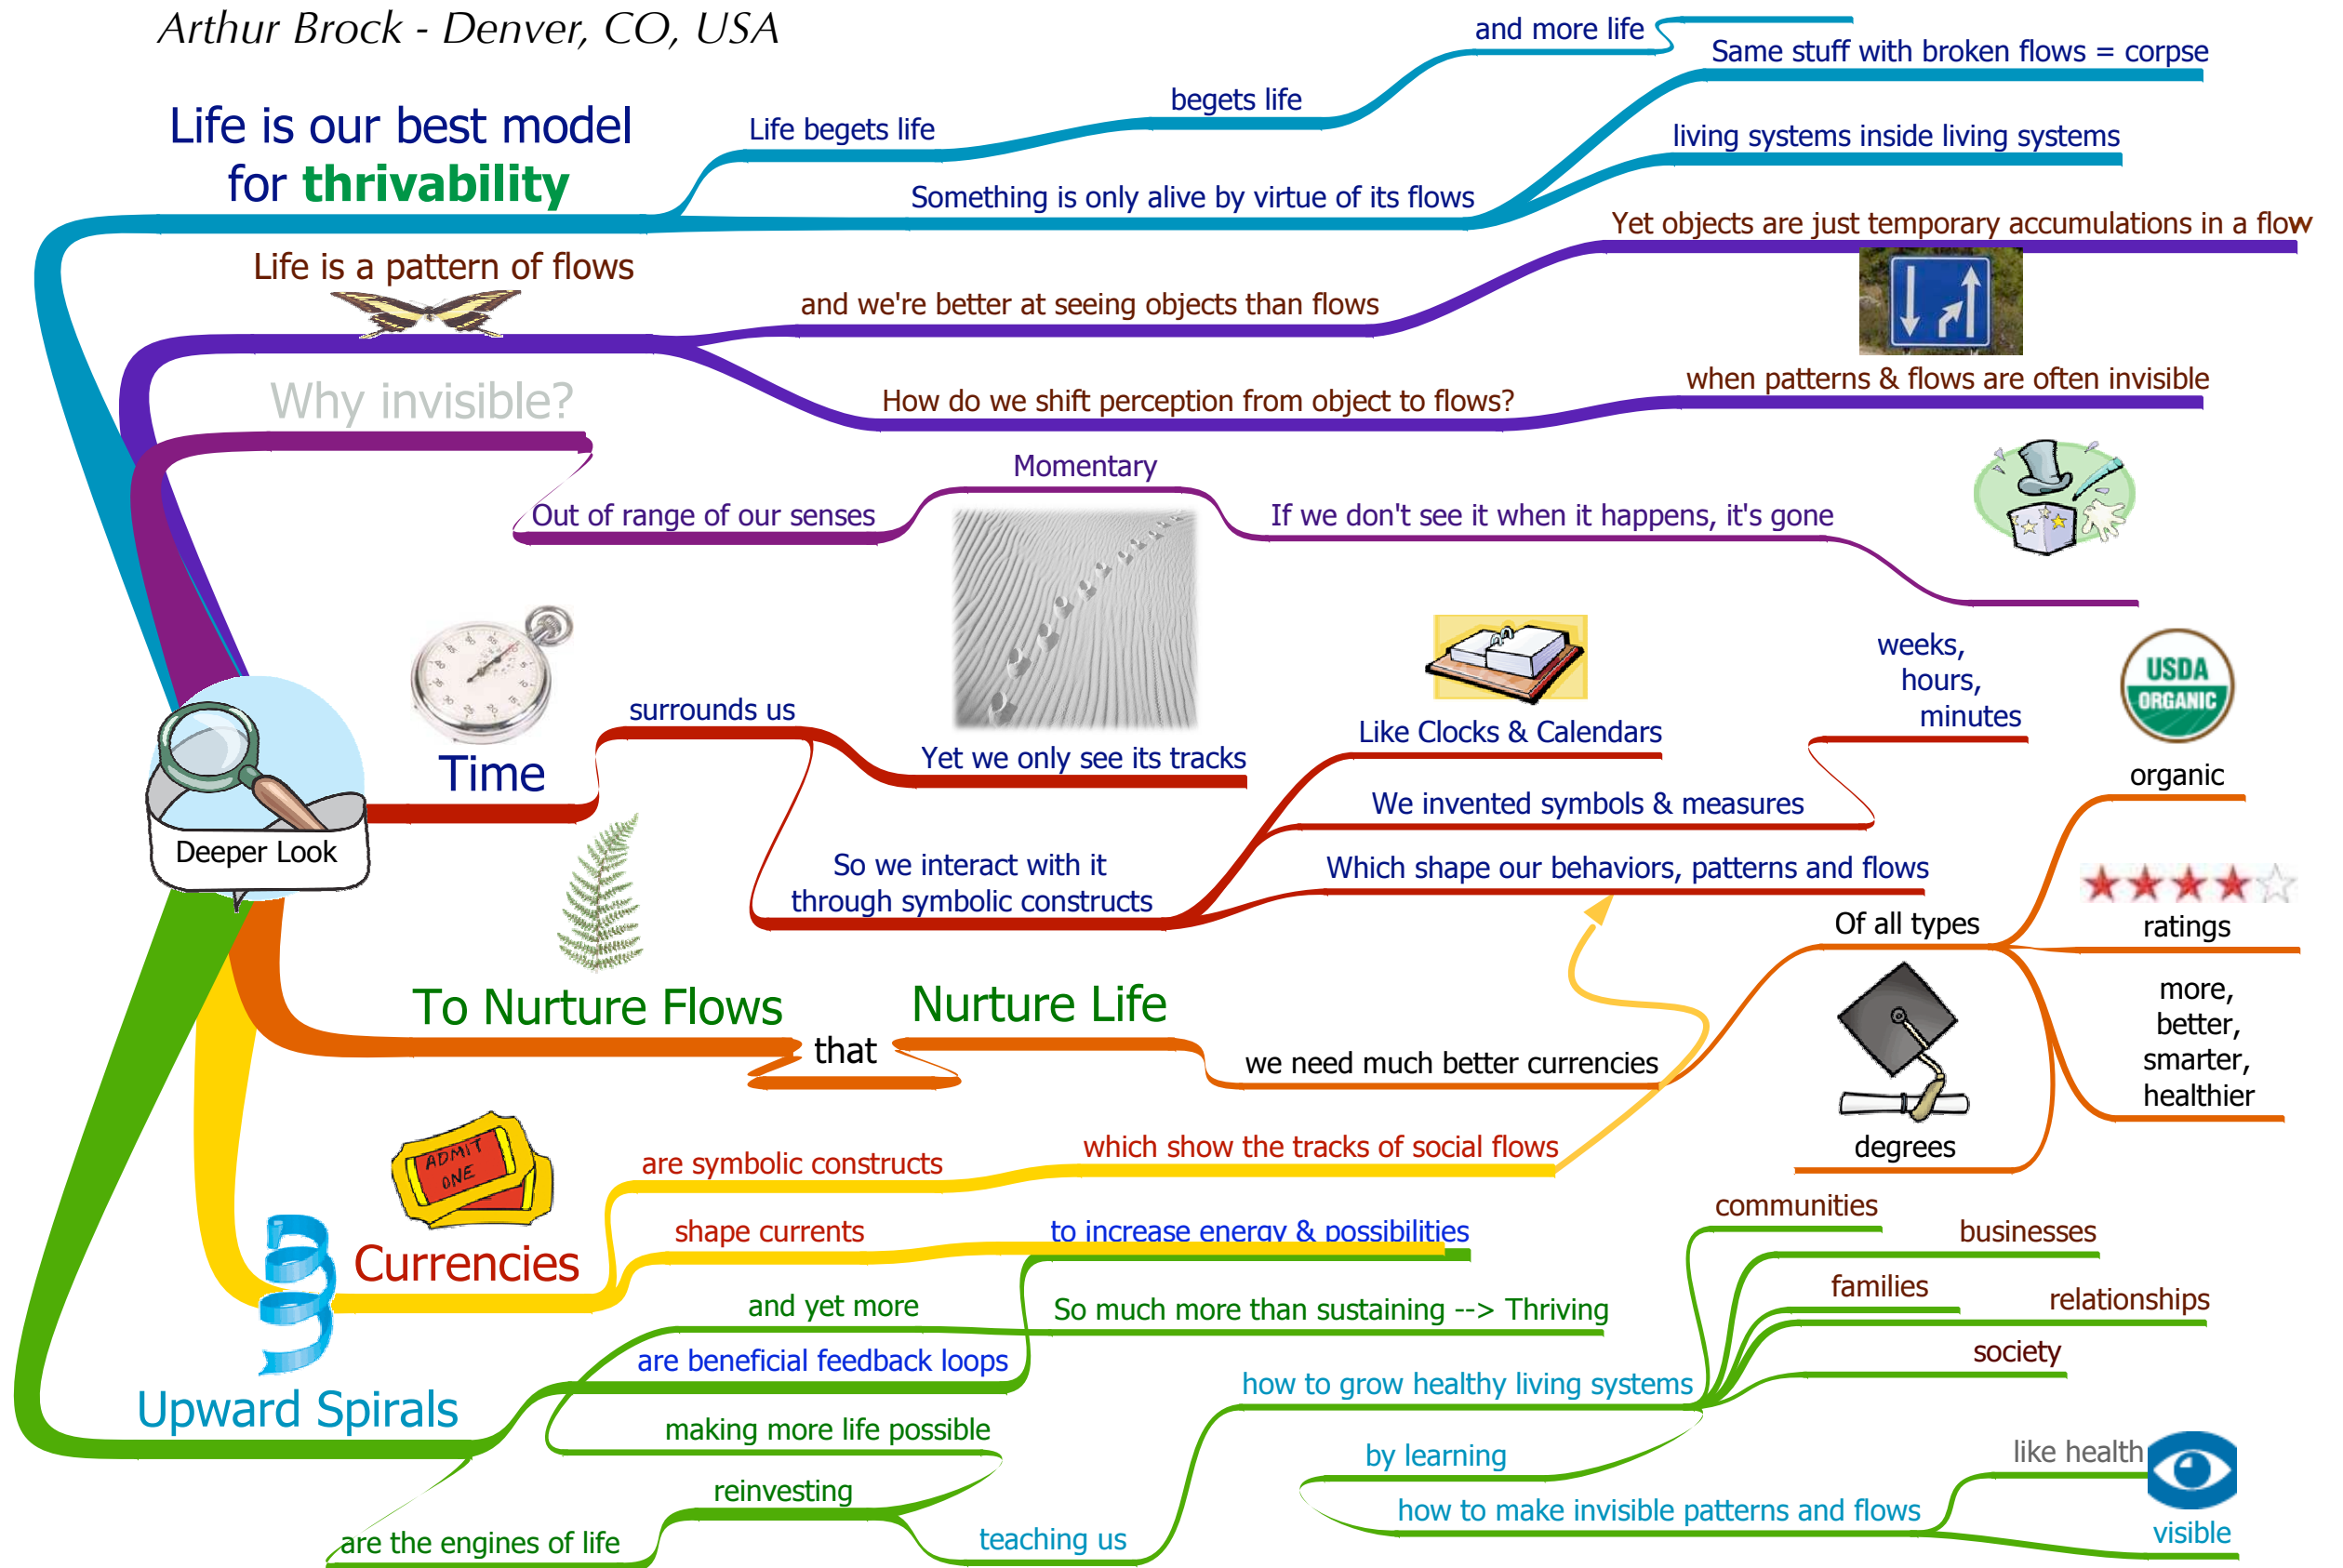 Arthur Brock - Denver, CO, USA
Life is our best model
for thrivability
Life begets life
begets life
and more life
Something is only alive by virtue of its flows
Same stuff with broken flows = corpse
living systems inside living systems
Life is a pattern of flows
and we're better at seeing objects than flows
Yet objects are just temporary accumulations in a flow
How do we shift perception from object to flows?
when patterns & flows are often invisible
Why invisible?
Out of range of our senses
Momentary
If we don't see it when it happens, it's gone
Deeper Look
Time
surrounds us
Yet we only see its tracks
So we interact with it
through symbolic constructs
Like Clocks & Calendars
We invented symbols & measures
weeks,
hours,
minutes
Which shape our behaviors, patterns and flows
To Nurture Flows
that
Nurture Life
we need much better currencies
Of all types
USDA
ORGANIC
organic
ratings
more,
better,
smarter,
healthier
degrees
ADMIT
ONE
Currencies
are symbolic constructs
which show the tracks of social flows
shape currents
to increase energy & possibilities
Upward Spirals
are beneficial feedback loops
and yet more
So much more than sustaining --> Thriving
making more life possible
reinvesting
are the engines of life
teaching us
how to grow healthy living systems
communities
businesses
families
relationships
society
by learning
how to make invisible patterns and flows
like health
visible